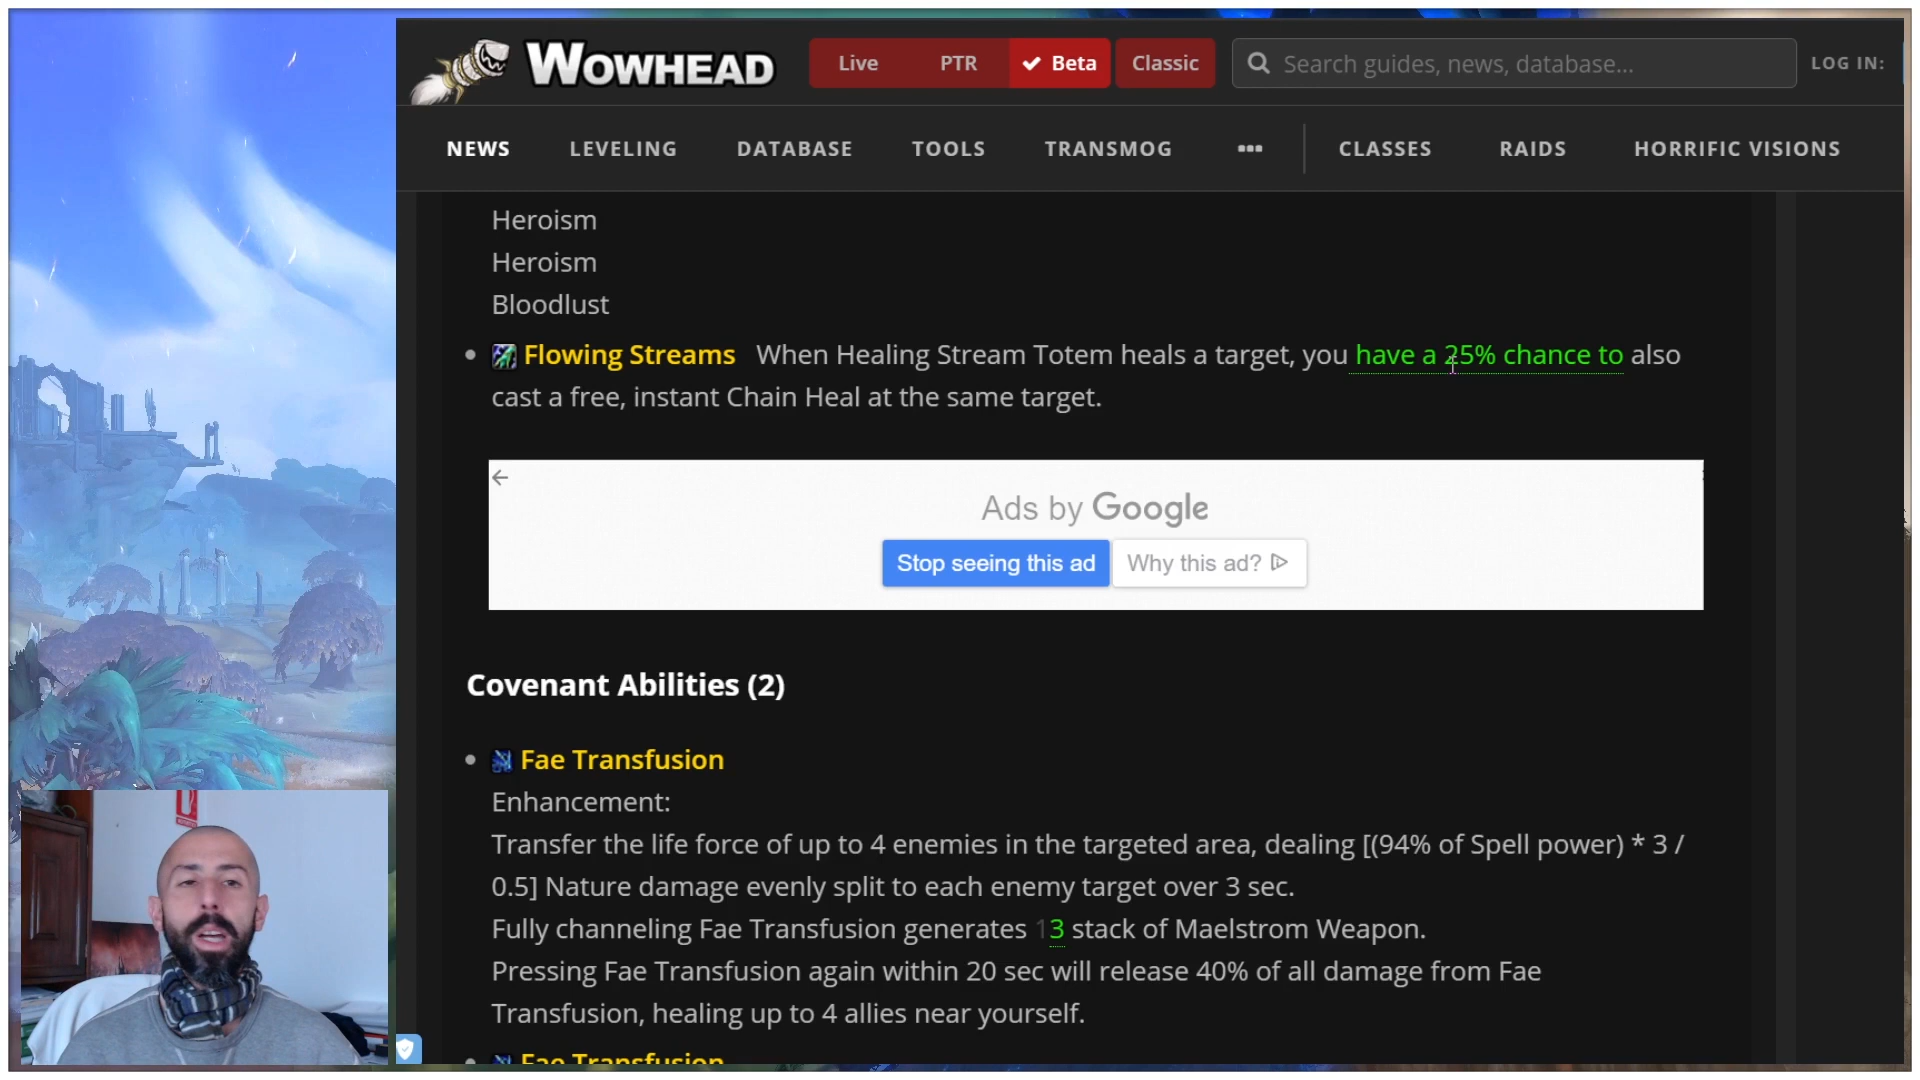 WOWHEAD
Live PTR Beta Classic
Search guides, news, database...
LOG IN:
NEWS LEVELING DATABASE TOOLS TRANSMOG ••• CLASSES RAIDS HORRIFIC VISIONS
Heroism
Heroism
Bloodlust
• Flowing Streams When Healing Stream Totem heals a target, you have a 25% chance to also
cast a free, instant Chain Heal at the same target.
Ads by Google
Stop seeing this ad
Why this ad?
Covenant Abilities (2)
• Fae Transfusion
Enhancement:
Transfer the life force of up to 4 enemies in the targeted area, dealing [(94% of Spell power) * 3 /
0.5] Nature damage evenly split to each enemy target over 3 sec.
Fully channeling Fae Transfusion generates 13 stack of Maelstrom Weapon.
Pressing Fae Transfusion again within 20 sec will release 40% of all damage from Fae
Transfusion, healing up to 4 allies near yourself.
• Fae Transfusion